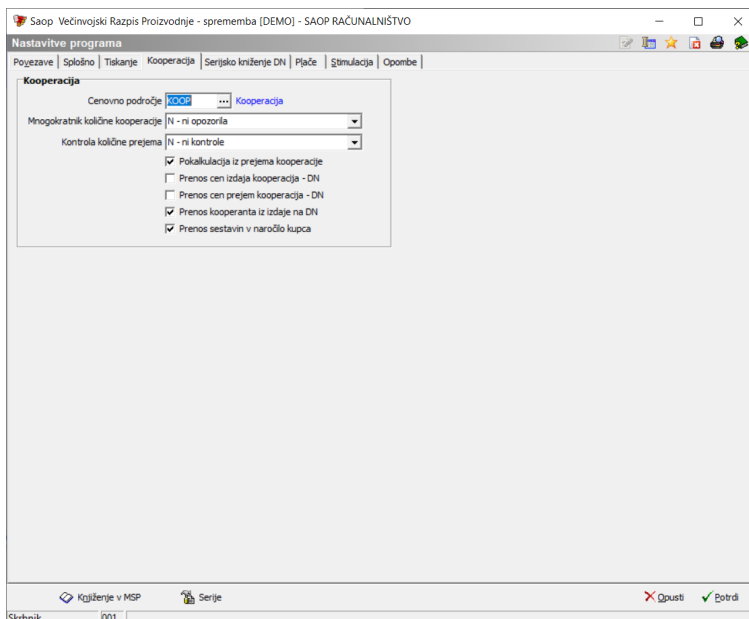 Saop Večinvojski Razpis Proizvodnje - sprememba [DEMO] - SAOP RAČUNALNIŠTVO
Nastavitve programa
Povezave Splošno Tiskanje Kooperacija Serijsko kniženje DN Plače Stimulacija Opombe
Kooperacija
Cenovno področje KOOP ... Kooperacija
Mnogokratnik količine kooperacije N - ni opozorila
Kontrola količine prejema N - ni kontrole
Pokalkulacija iz prejema kooperacije
Prenos cen izdaja kooperacija - DN
Prenos cen prejem kooperacija - DN
Prenos kooperanta iz izdaje na DN
Prenos sestavin v naročilo kupca
Knjiženje v MSP Serije Opusti Potrdi
Skrbnik 001